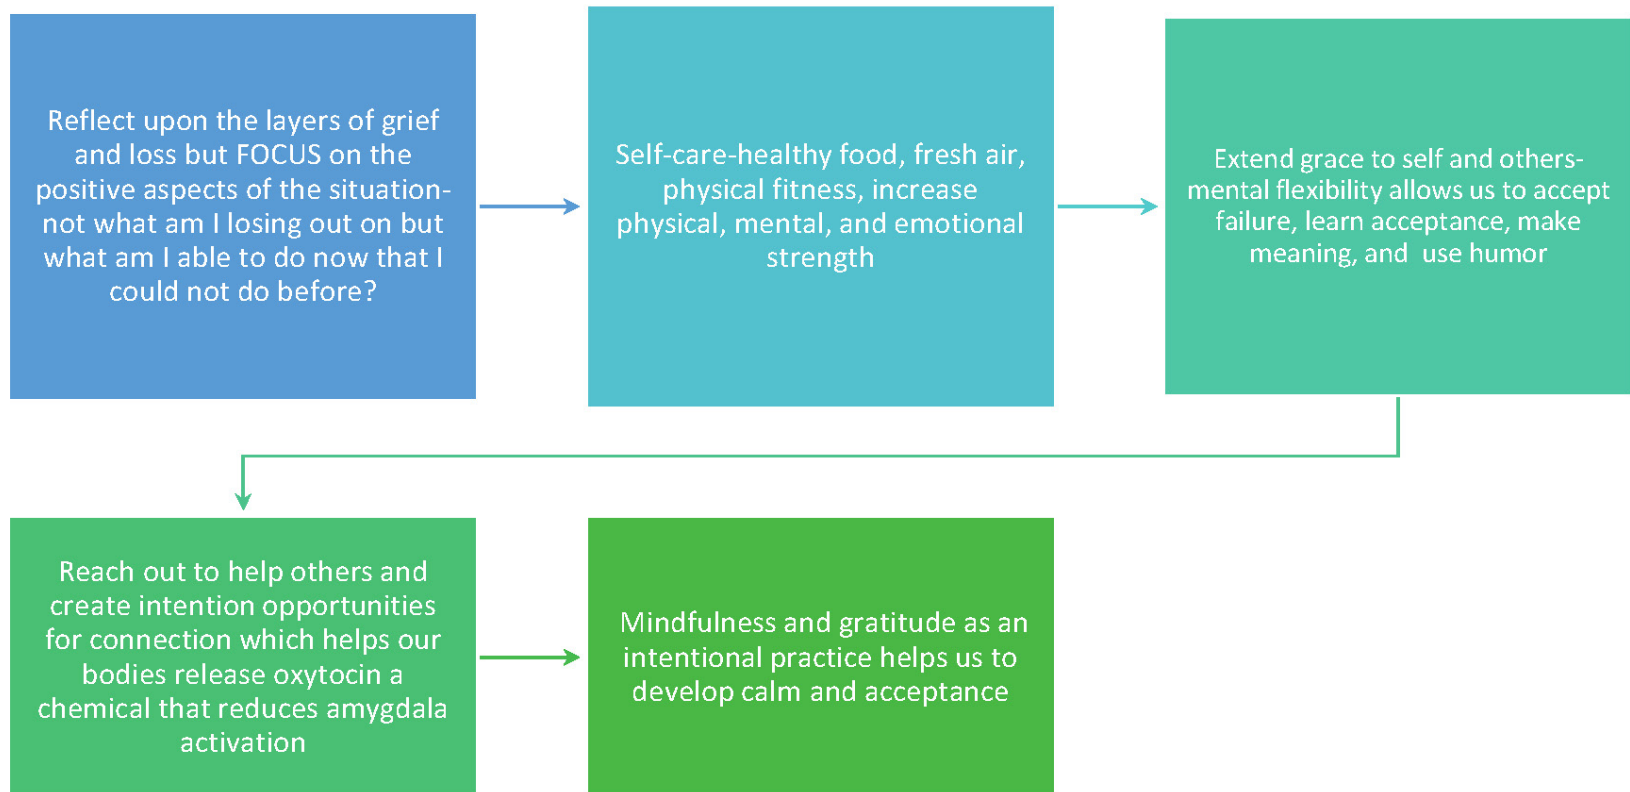 Reflect upon the layers of grief
and loss but FOCUS on the
positive aspects of the situation-
not what am I losing out on but
what am I able to do now that I
could not do before?
Self-care-healthy food, fresh air,
physical fitness, increase
physical, mental, and emotional
strength
Extend grace to self and others-
mental flexibility allows us to accept
failure, learn acceptance, make
meaning, and  use humor
Reach out to help others and
create intention opportunities
for connection which helps our
bodies release oxytocin a
chemical that reduces amygdala
activation
Mindfulness and gratitude as an
intentional practice helps us to
develop calm and acceptance